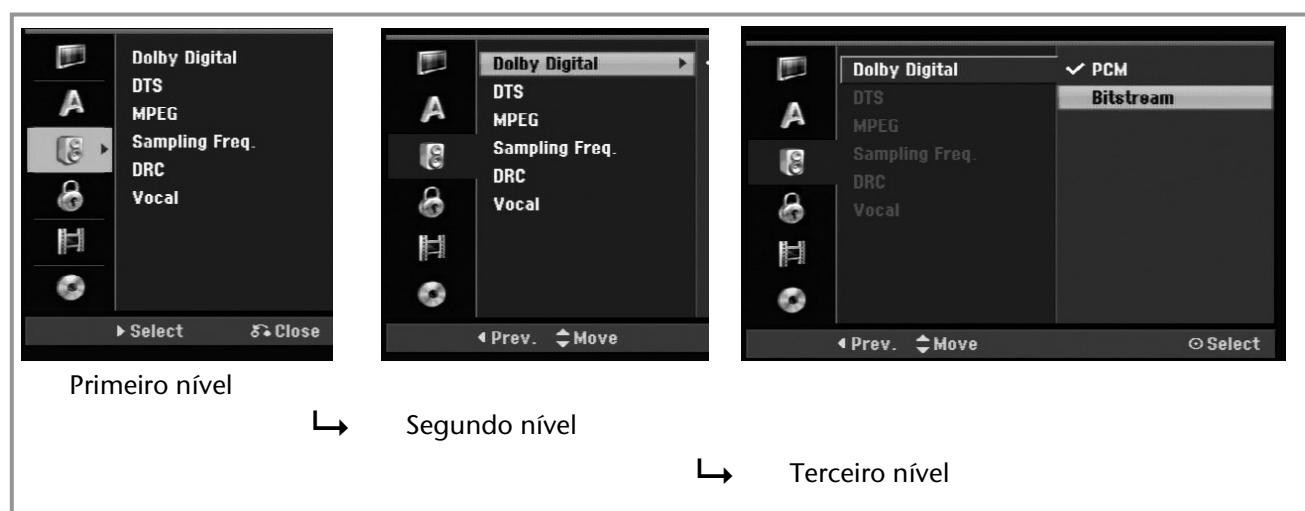 Dolby Digital
DTS
MPEG
Sampling Freq.
DRC
Vocal
A
Select Close
Primeiro nível
Dolby Digital
DTS
MPEG
Sampling Freq.
DRC
Vocal
A
Prev. Move
Segundo nível
Dolby Digital
DTS
MPEG
Sampling Freq.
DRC
Vocal
PCM
Bitstream
A
Prev. Move Select
Terceiro nível